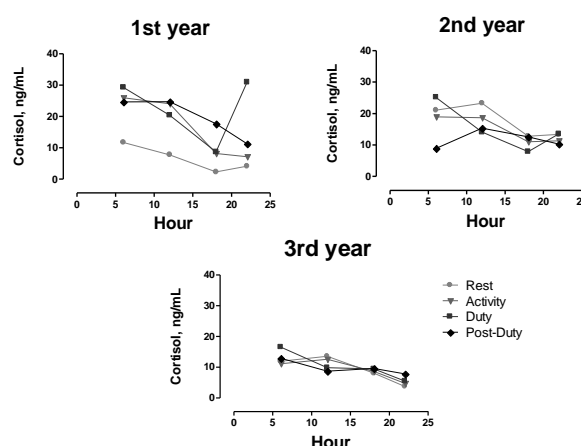 1st year
Cortisol, ng/mL
40
30
20
10
0
0 5 10 15 20 25
Hour
2nd year
Cortisol, ng/mL
40
30
20
10
0
0 5 10 15 20 2
Hour
3rd year
Cortisol, ng/mL
40
30
20
10
0
0 5 10 15 20 25
Hour
Rest
Activity
Duty
Post-Duty